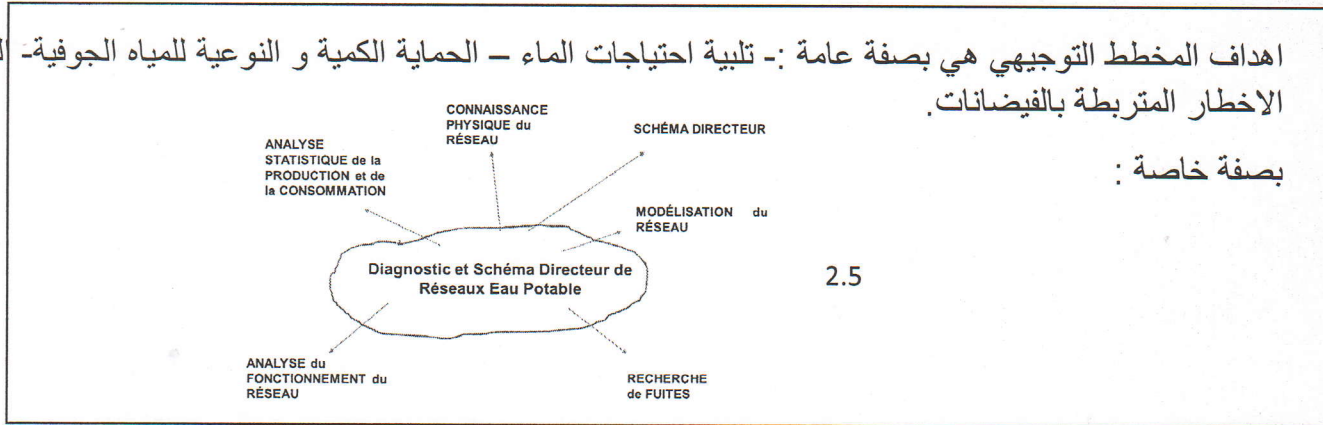 اهداف المخطط التوجيهي هي بصفة عامة :- تلبية احتياجات الماء – الحماية الكمية و النوعية للمياه الجوفية-
الاخطار المتربطة بالفيضانات.
بصفة خاصة :
CONNAISSANCE
PHYSIQUE du
RÉSEAU
SCHÉMA DIRECTEUR
ANALYSE
STATISTIQUE de la
PRODUCTION et de
la CONSOMMATION
MODÉLISATION du
RÉSEAU
Diagnostic et Schéma Directeur de
Réseaux Eau Potable
2.5
ANALYSE du
FONCTIONNEMENT du
RÉSEAU
RECHERCHE
de FUITES